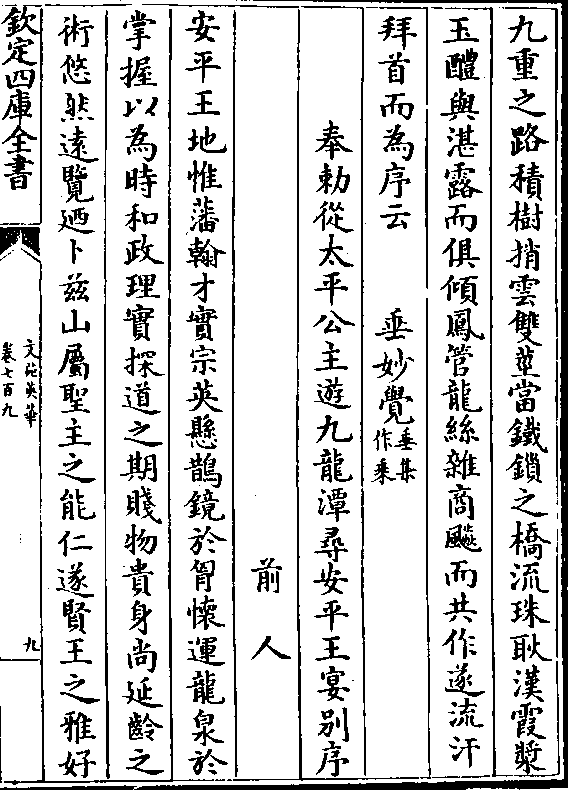 九重之路積樹捎雲雙莖當鐵鎖之橋流珠耿漢霞漿
玉醴與湛露而俱傾鳳管龍絲雜商飈而共作遂流汗
拜首而為序云　垂妙覺垂集作乘
奉勅從太平公主遊九龍潭尋安平王宴别序
前人
安平王地惟藩翰才實宗英懸鵲鏡於胷懷運龍泉於
掌握以為時和政理實探道之期賤物貴身尚延齡之
術悠然遠覽廼卜兹山屬聖主之能仁遂賢王之雅好
欽定四庫全書
文苑英華
卷七百九
九